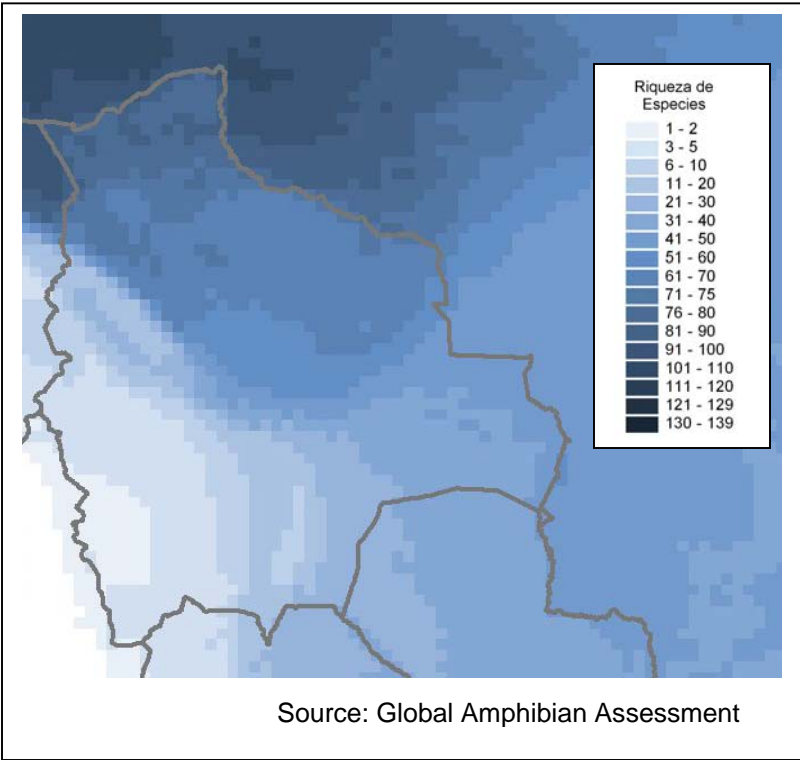 Riqueza de
Especies
1 - 2
3 - 5
6 - 10
11 - 20
21 - 30
31 - 40
41 - 50
51 - 60
61 - 70
71 - 75
76 - 80
81 - 90
91 - 100
101 - 110
111 - 120
121 - 129
130 - 139
Source: Global Amphibian Assessment